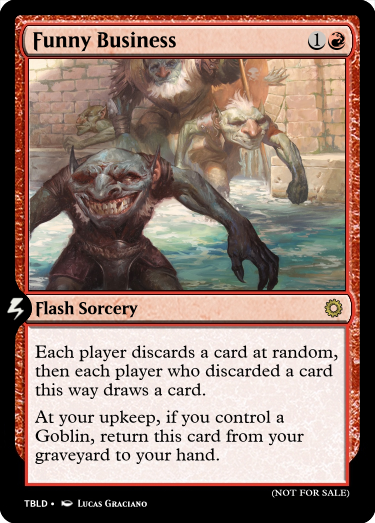 Funny Business 1
Flash Sorcery
Each player discards a card at random,
then each player who discarded a card
this way draws a card.
At your upkeep, if you control a
Goblin, return this card from your
graveyard to your hand.
TBLD • Lucas Graciano
(NOT FOR SALE)